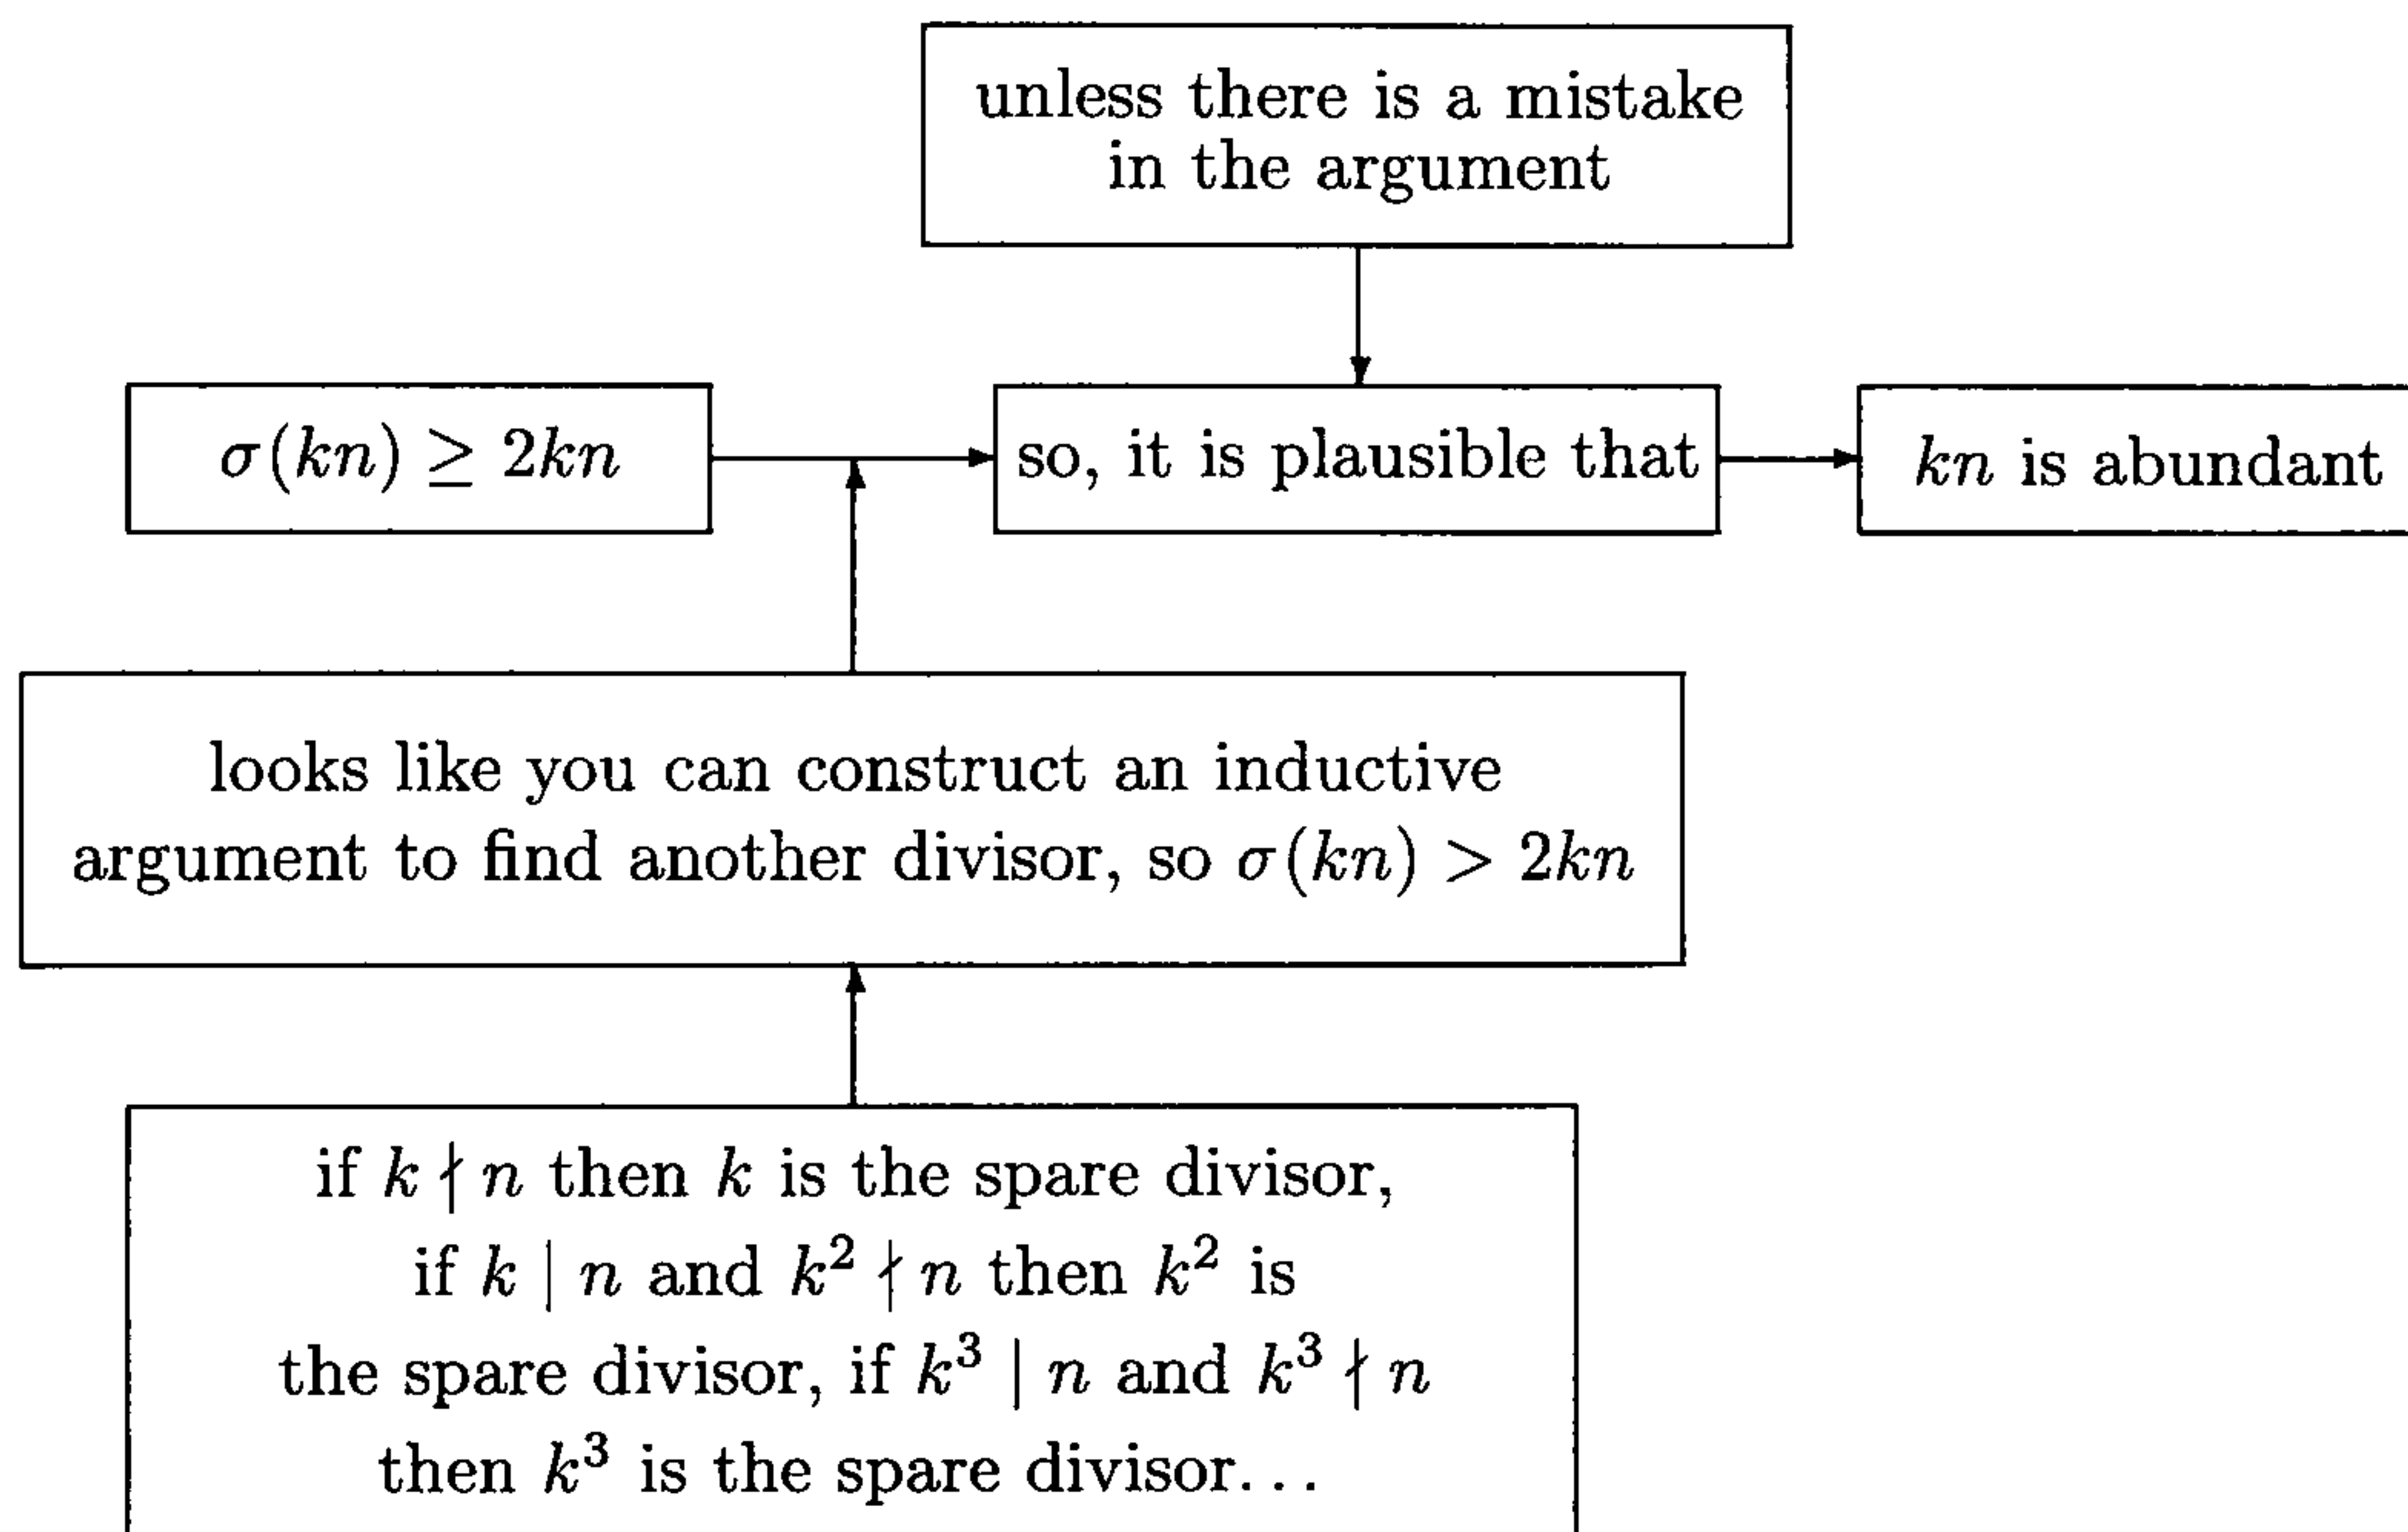 unless there is a mistake
in the argument
σ(kn) ≥ 2kn
so, it is plausible that
kn is abundant
looks like you can construct an inductive
argument to find another divisor, so σ(kn) > 2kn
if k ∤ n then k is the spare divisor,
if k | n and k² ∤ n then k² is
the spare divisor, if k³ | n and k³ ∤ n
then k³ is the spare divisor...